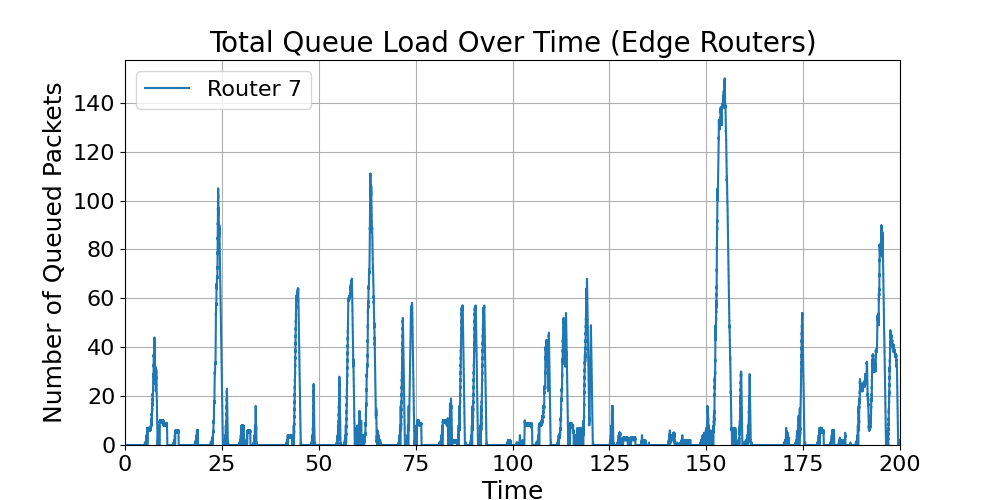 Total Queue Load Over Time (Edge Routers)
Router 7
Number of Queued Packets
140
120
100
80
60
40
20
0
0 25 50 75 100 125 150 175 200
Time